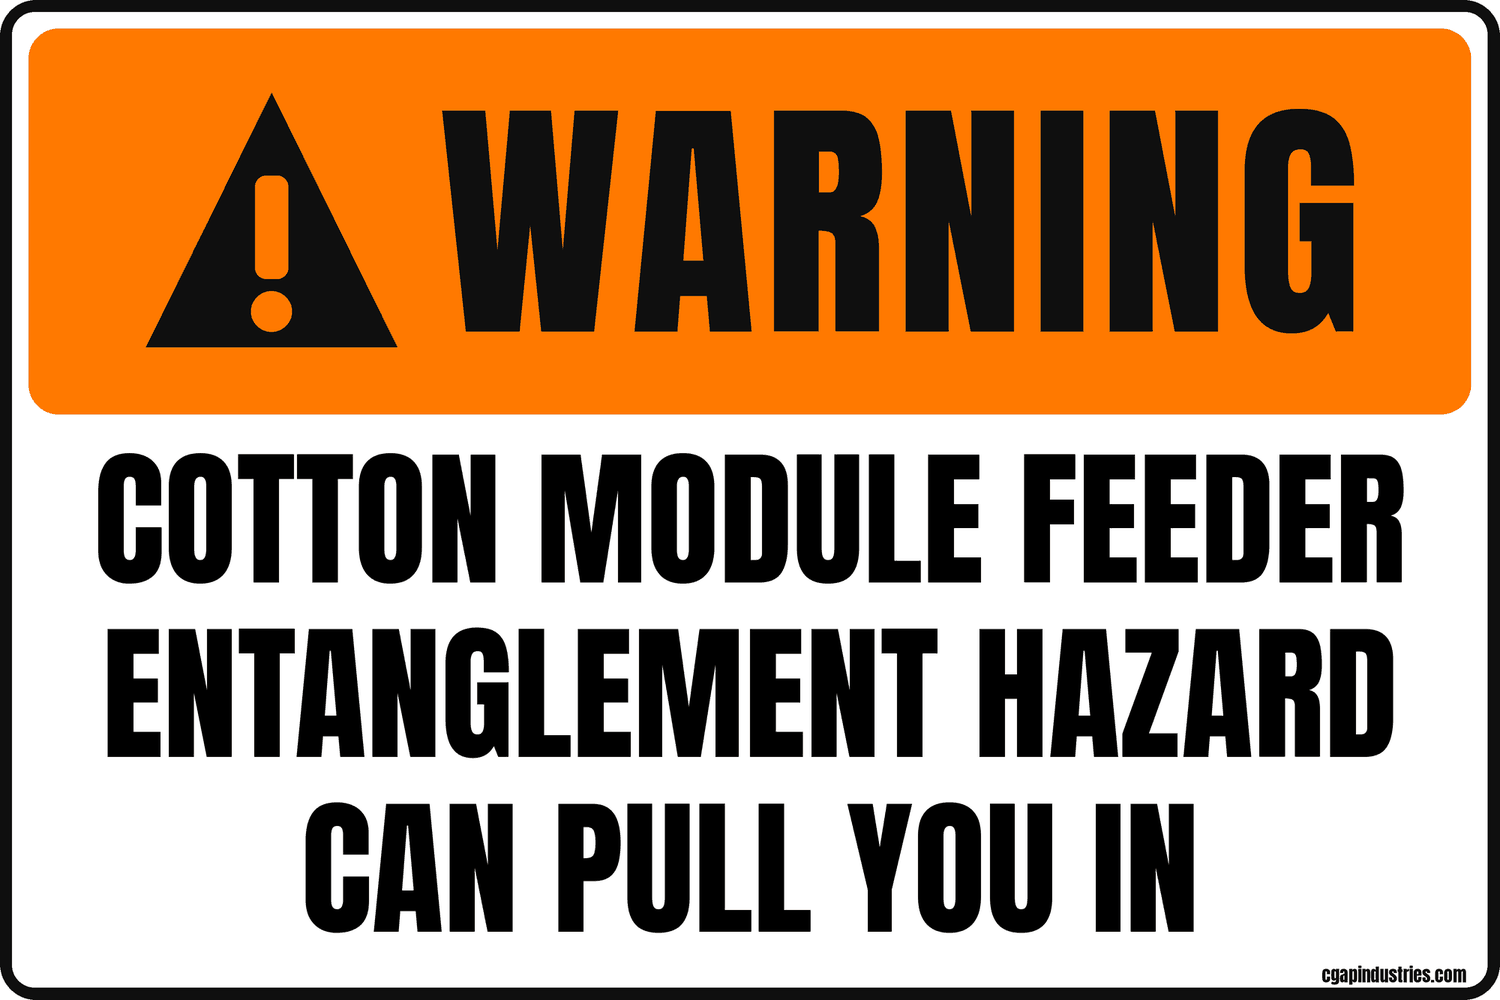 WARNING
COTTON MODULE FEEDER
ENTANGLEMENT HAZARD
CAN PULL YOU IN
cgapindustries.com